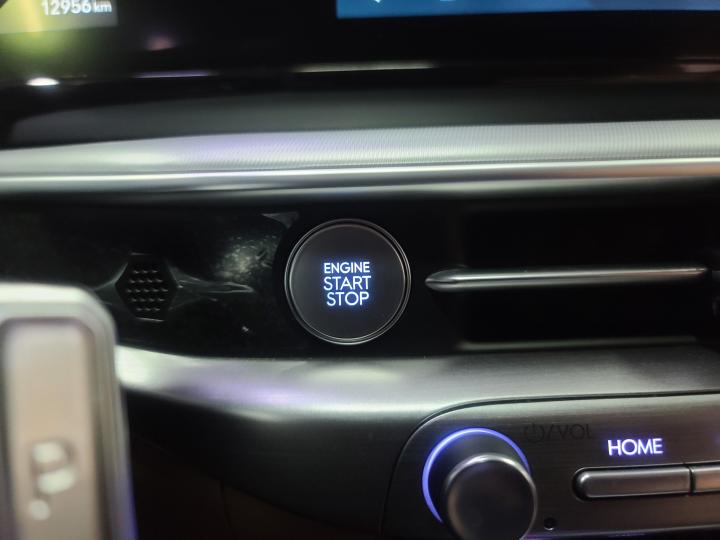 12956 km
ENGINE
START
STOP
⏻/VOL
HOME
P